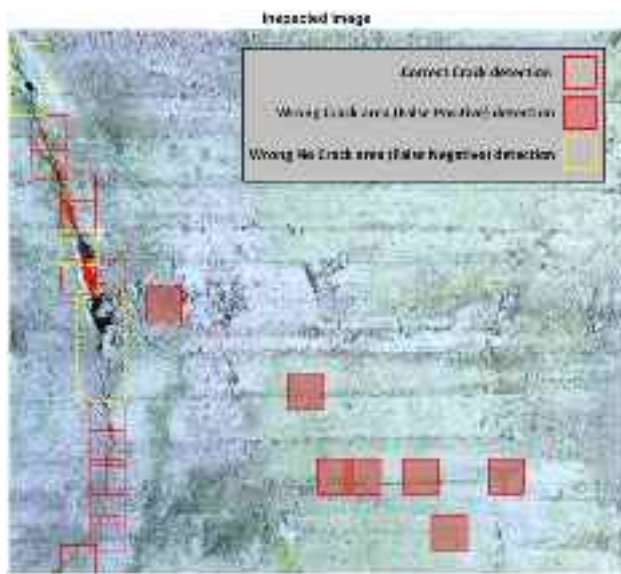 Inspected Image
Correct Crack detection
Wrong Crack area (False Positive) detection
Wrong No Crack area (False Negative) detection